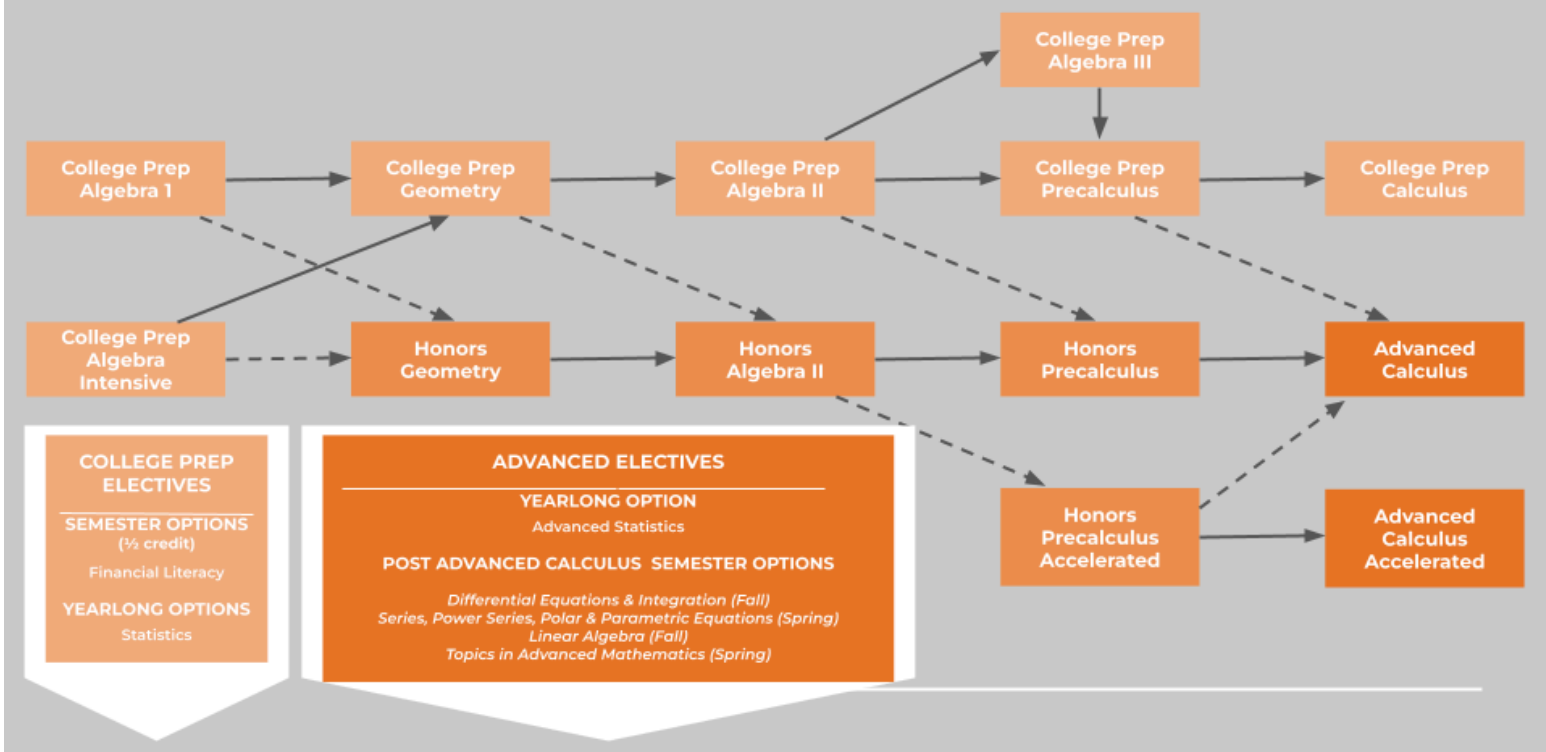 College Prep
Algebra III
College Prep
Algebra 1
College Prep
Geometry
College Prep
Algebra II
College Prep
Precalculus
College Prep
Calculus
College Prep
Algebra
Intensive
Honors
Geometry
Honors
Algebra II
Honors
Precalculus
Advanced
Calculus
COLLEGE PREP
ELECTIVES
SEMESTER OPTIONS
(½ credit)
Financial Literacy
YEARLONG OPTIONS
Statistics
ADVANCED ELECTIVES
YEARLONG OPTION
Advanced Statistics
POST ADVANCED CALCULUS SEMESTER OPTIONS
Differential Equations & Integration (Fall)
Series, Power Series, Polar & Parametric Equations (Spring)
Linear Algebra (Fall)
Topics in Advanced Mathematics (Spring)
Honors
Precalculus
Accelerated
Advanced
Calculus
Accelerated